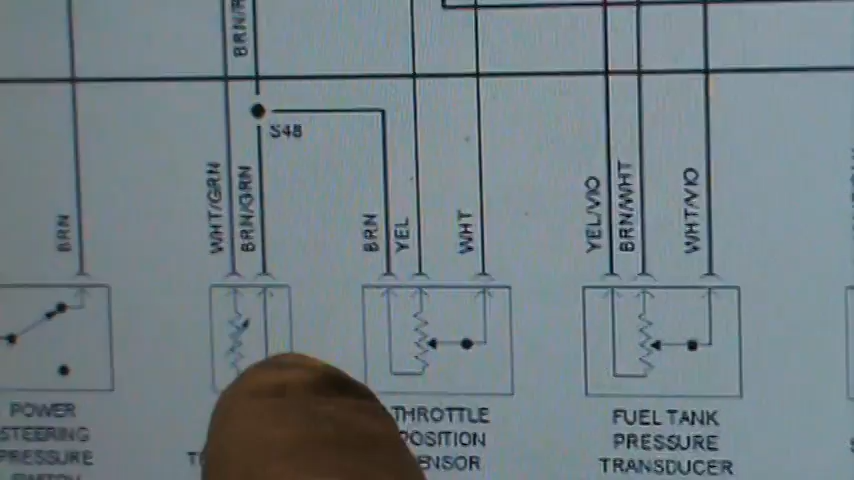 BRN/R
S48
BRN
WHT/GRN
BRN/GRN
BRN
YEL
WHT
YEL/VIO
BRN/WHT
WHT/VIO
POWER
STEERING
PRESSURE
SWITCH
THROTTLE
POSITION
FUEL TANK
PRESSURE
TRANSDUCER